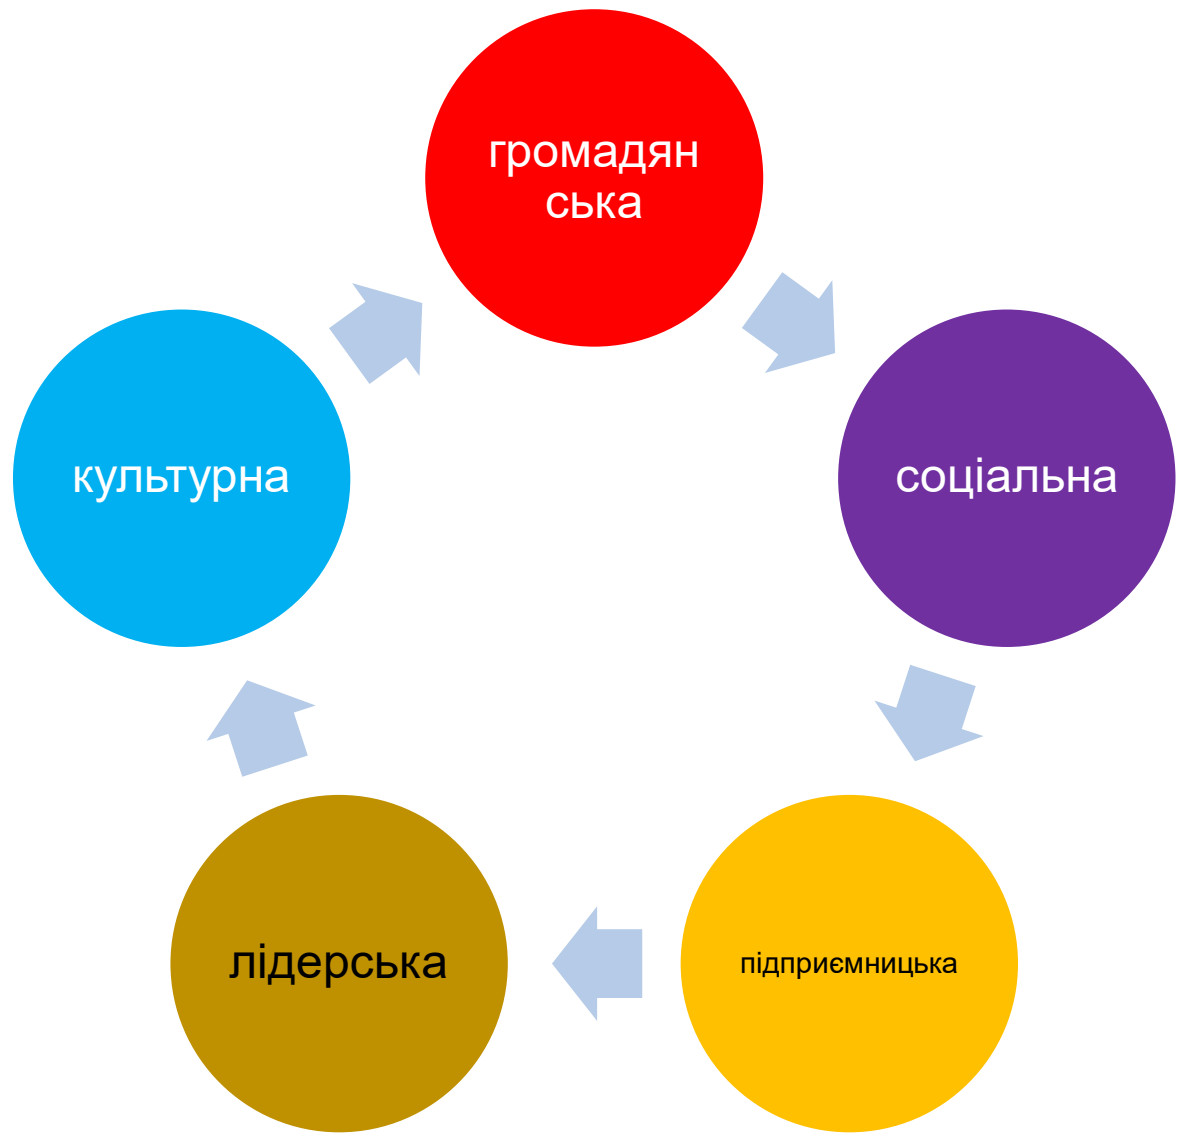 громадян
ська
культурна
соціальна
лідерська
підприємницька